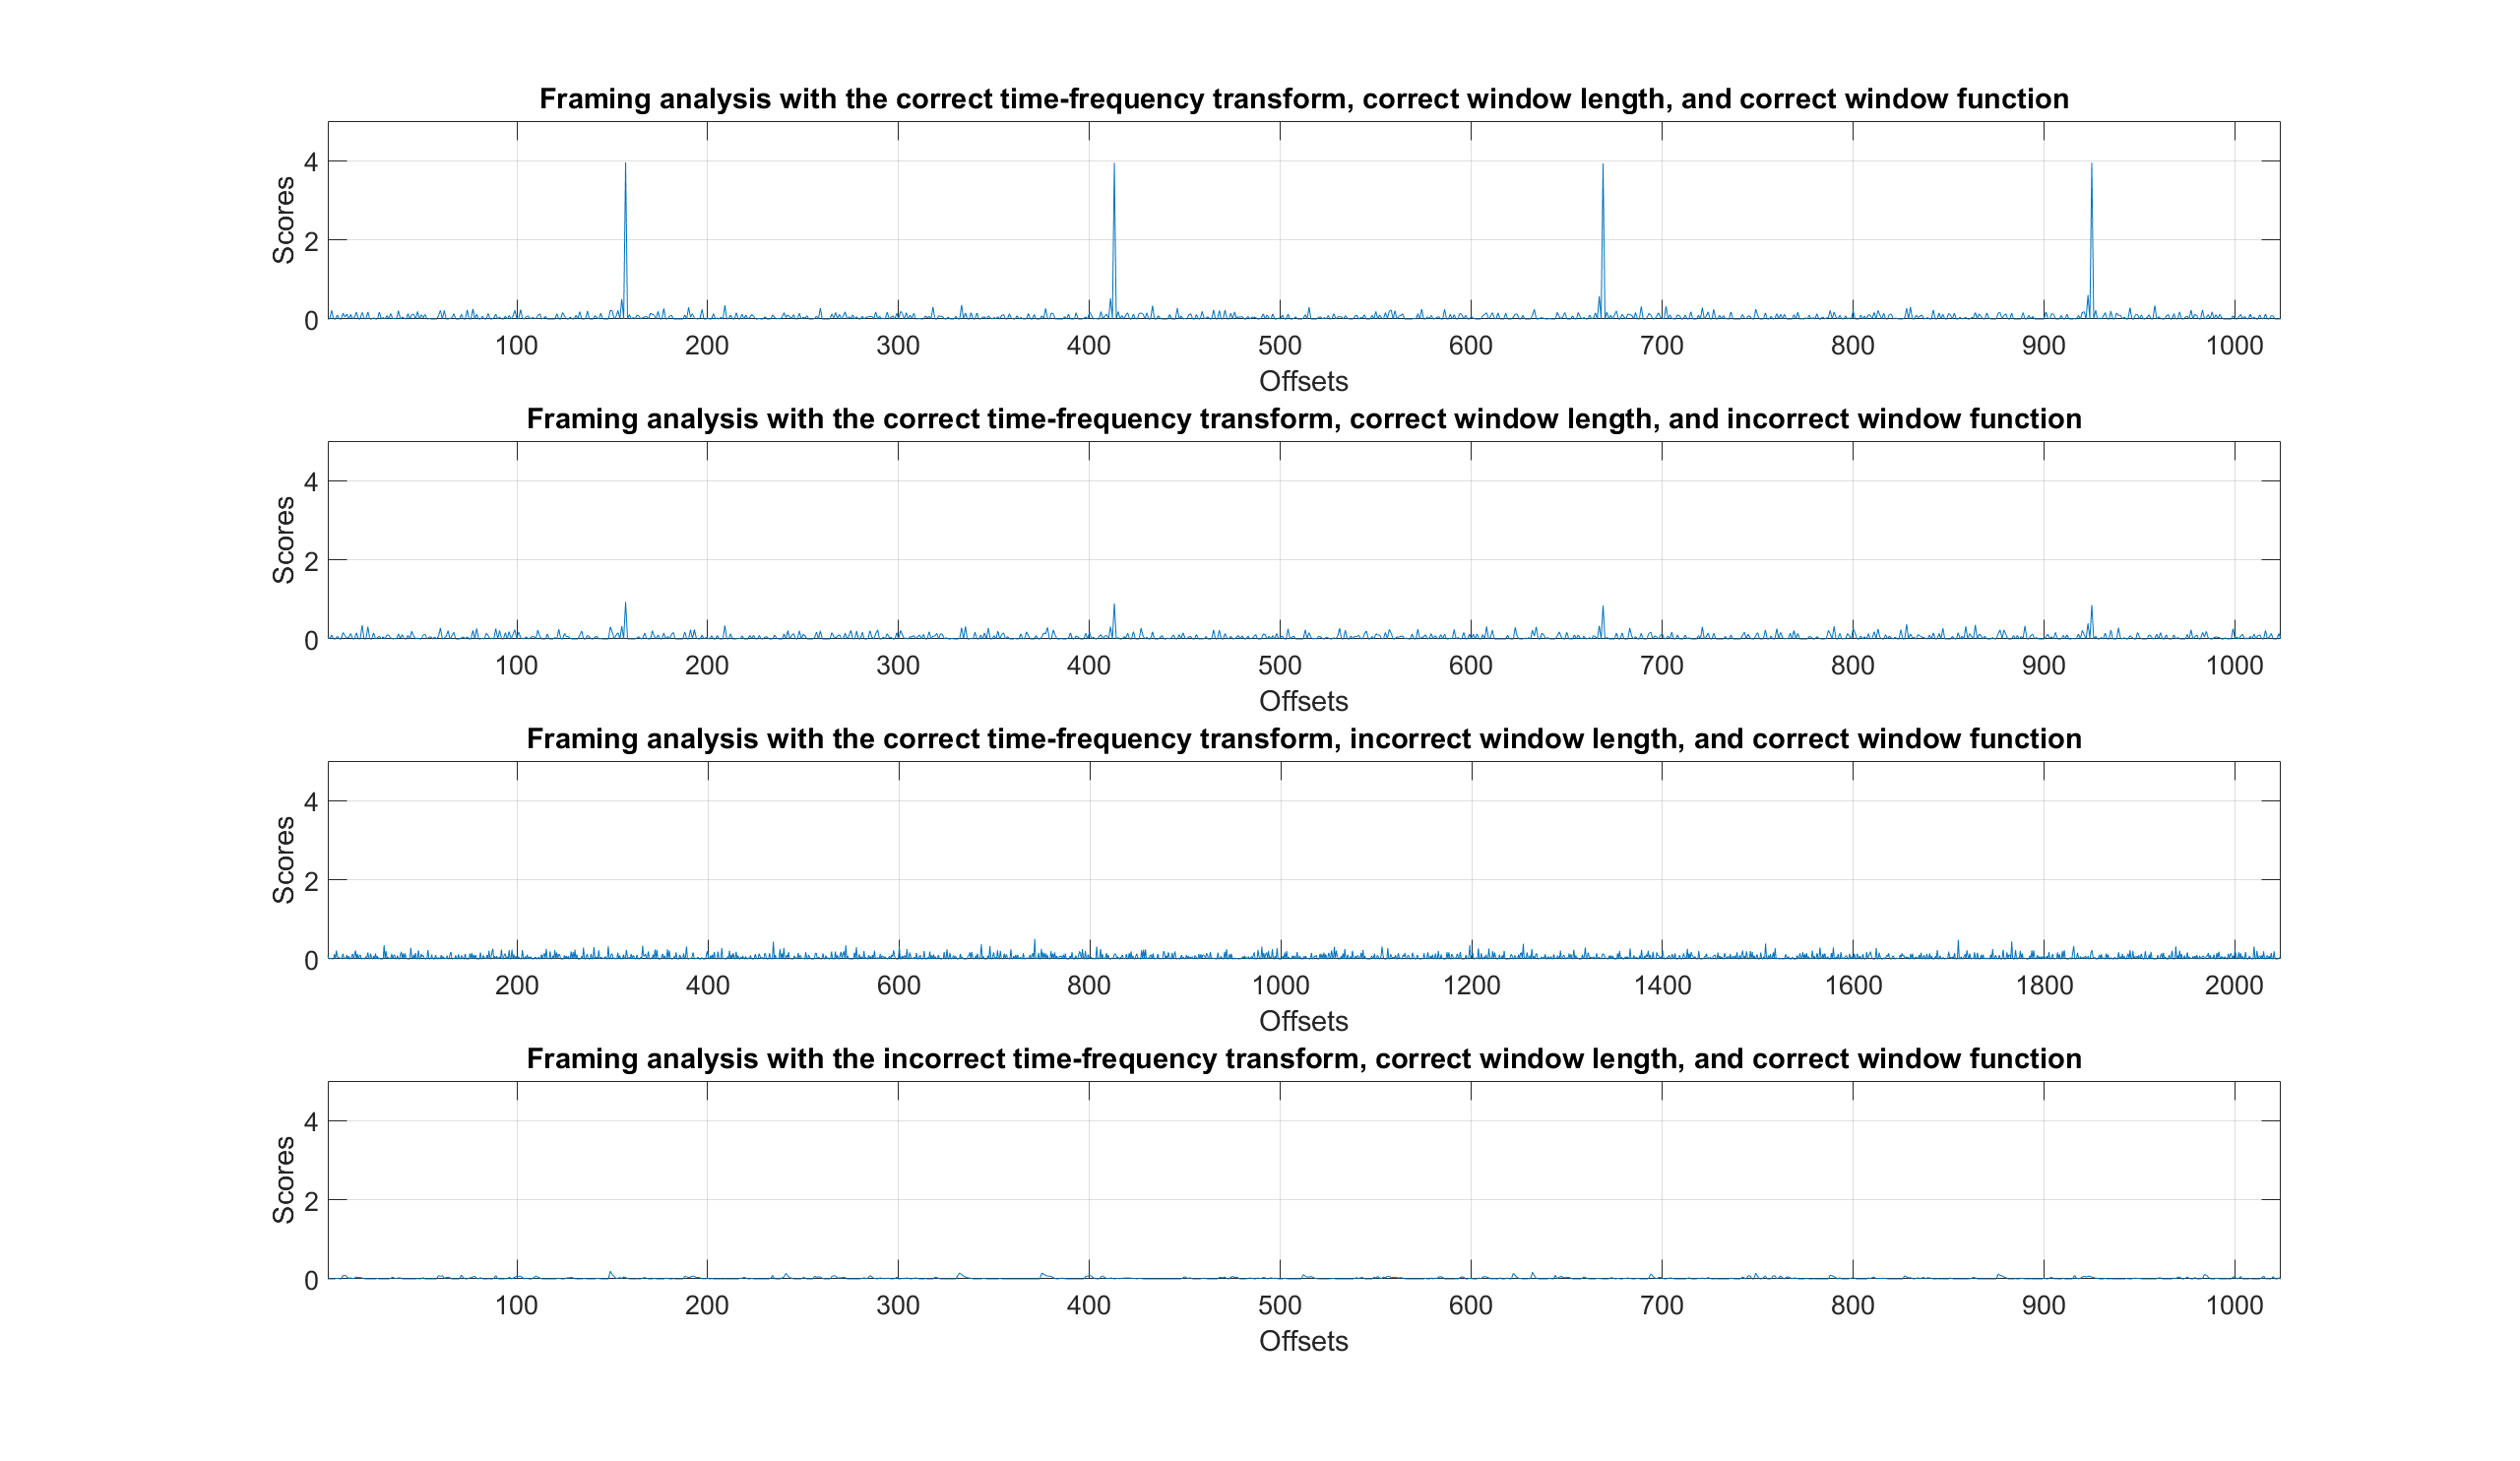 Framing analysis with the correct time-frequency transform, correct window length, and correct window function
Scores
4
2
0
100 200 300 400 500 600 700 800 900 1000
Offsets
Framing analysis with the correct time-frequency transform, correct window length, and incorrect window function
Scores
4
2
0
100 200 300 400 500 600 700 800 900 1000
Offsets
Framing analysis with the correct time-frequency transform, incorrect window length, and correct window function
Scores
4
2
0
200 400 600 800 1000 1200 1400 1600 1800 2000
Offsets
Framing analysis with the incorrect time-frequency transform, correct window length, and correct window function
Scores
4
2
0
100 200 300 400 500 600 700 800 900 1000
Offsets